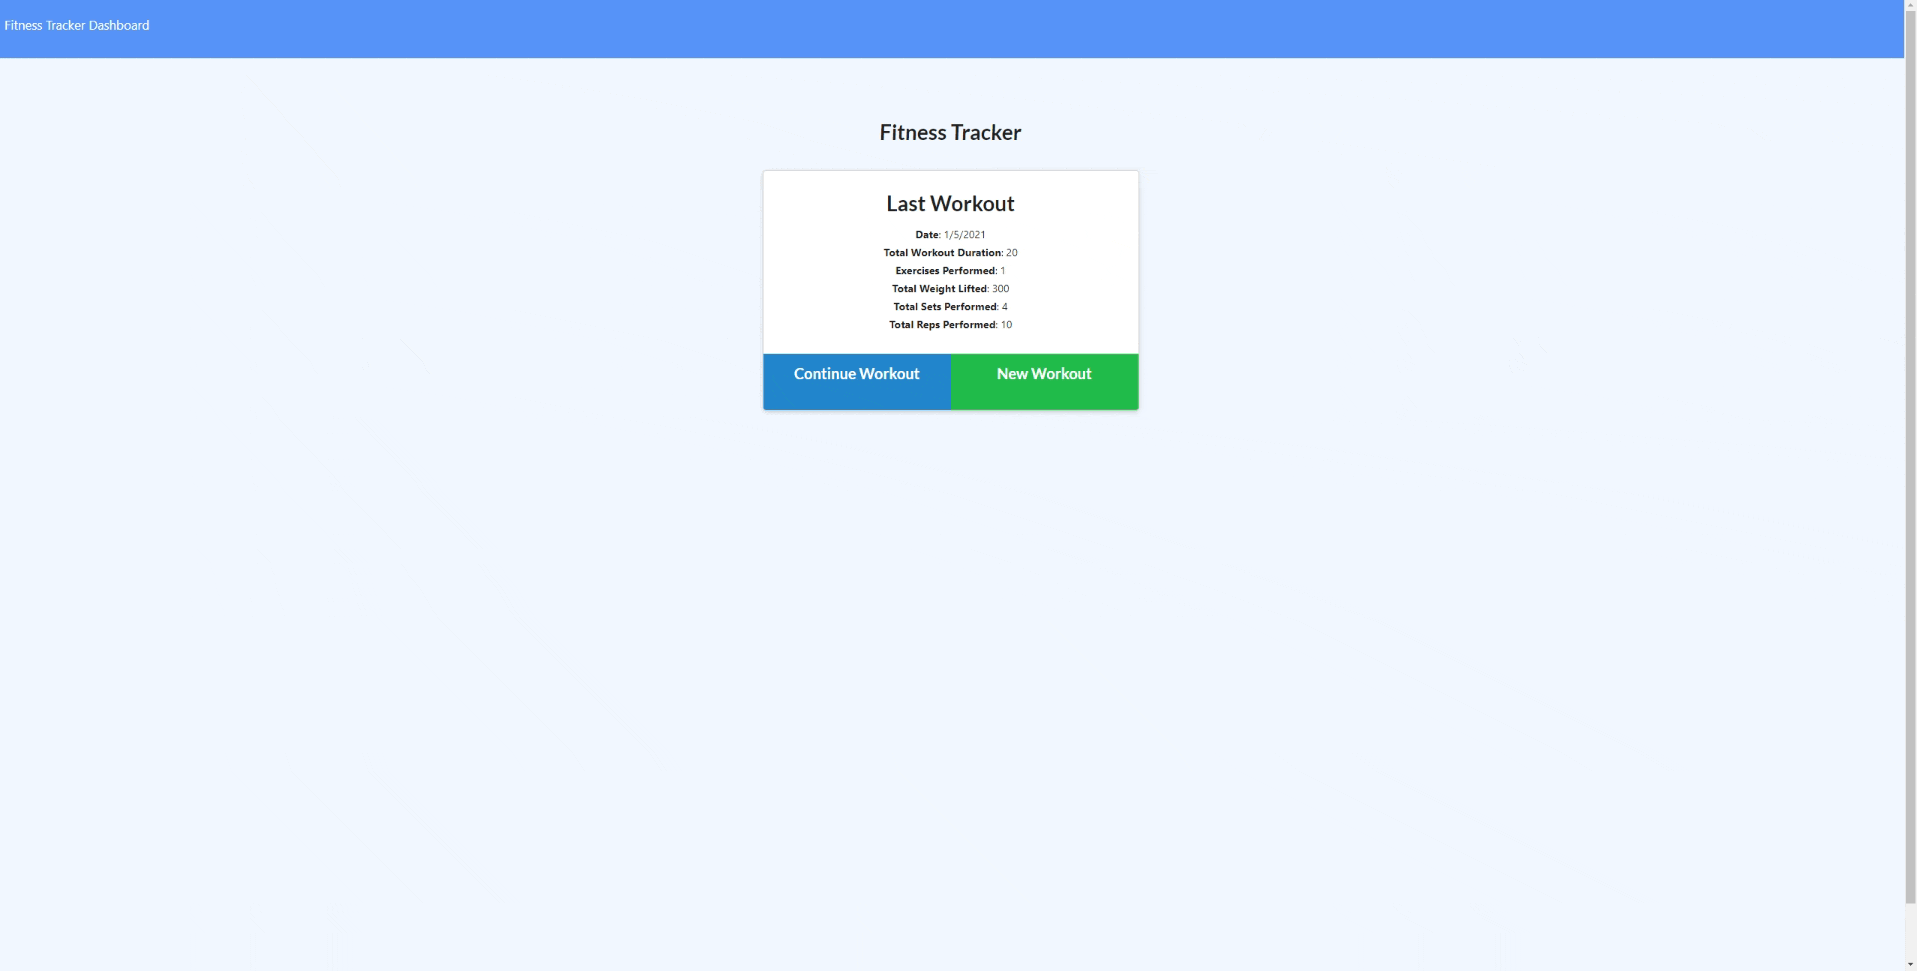 Fitness Tracker Dashboard
Fitness Tracker
Last Workout
Date: 1/5/2021
Total Workout Duration: 20
Exercises Performed: 1
Total Weight Lifted: 300
Total Sets Performed: 4
Total Reps Performed: 10
Continue Workout New Workout